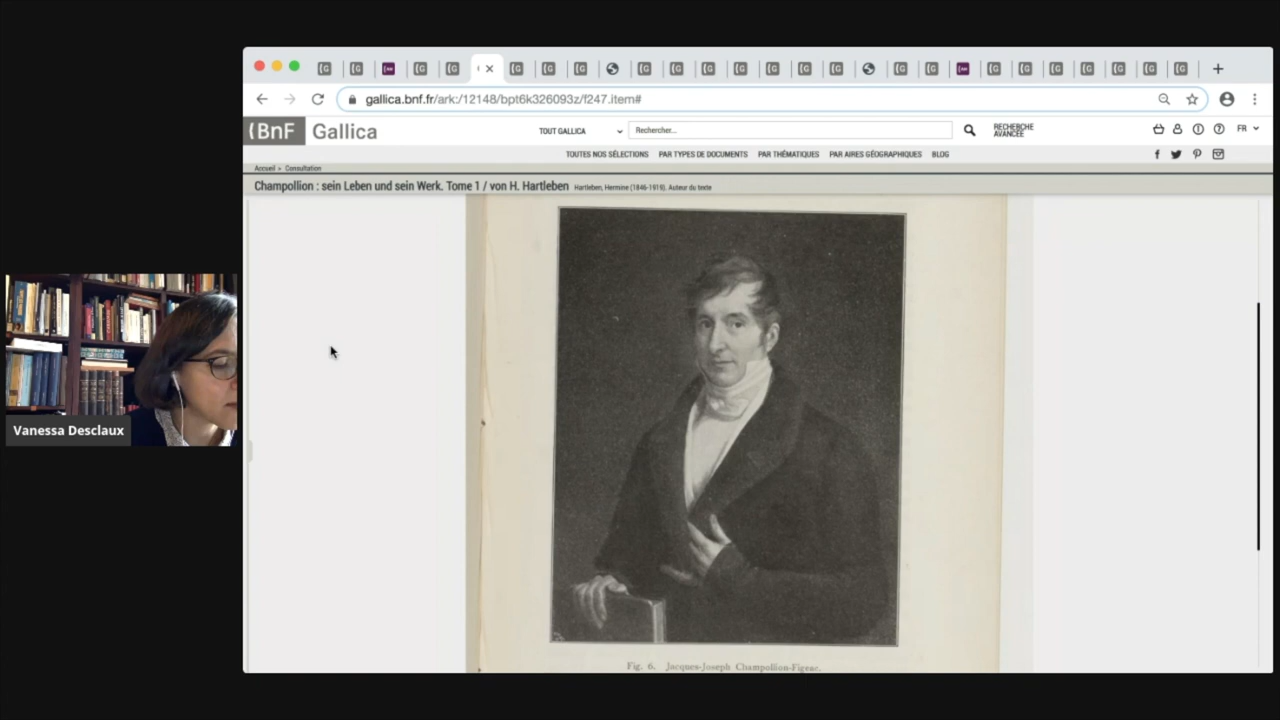 gallica.bnf.fr/ark:/12148/bpt6k326093z/f247.item#
{BnF Gallica
TOUT GALLICA
Rechercher...
RECHERCHE
AVANCÉE
FR
TOUTES NOS SÉLECTIONS PAR TYPES DE DOCUMENTS PAR THÉMATIQUES PAR AIRES GÉOGRAPHIQUES BLOG
Accueil > Consultation
Champollion : sein Leben und sein Werk. Tome 1 / von H. Hartleben Hartleben, Hermine (1846-1919). Auteur du texte
Vanessa Desclaux
Fig. 6. Jacques-Joseph Champollion-Figeac.